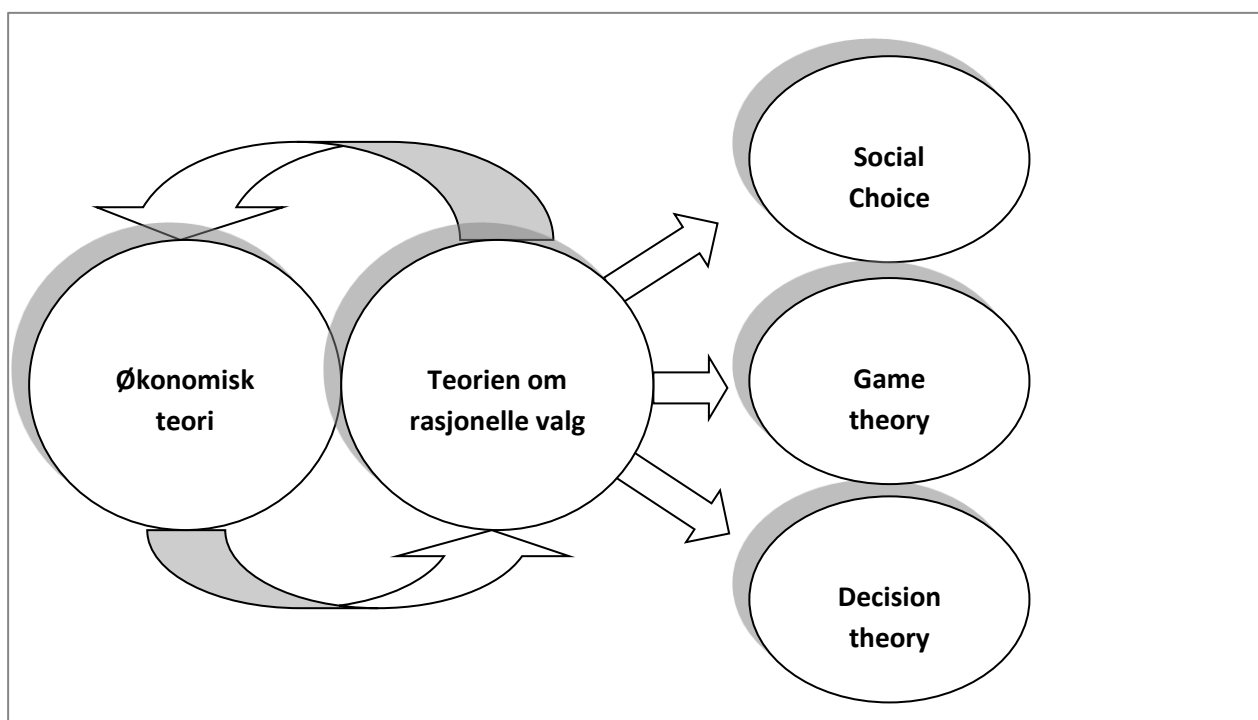 Økonomisk
teori
Teorien om
rasjonelle valg
Social
Choice
Game
theory
Decision
theory